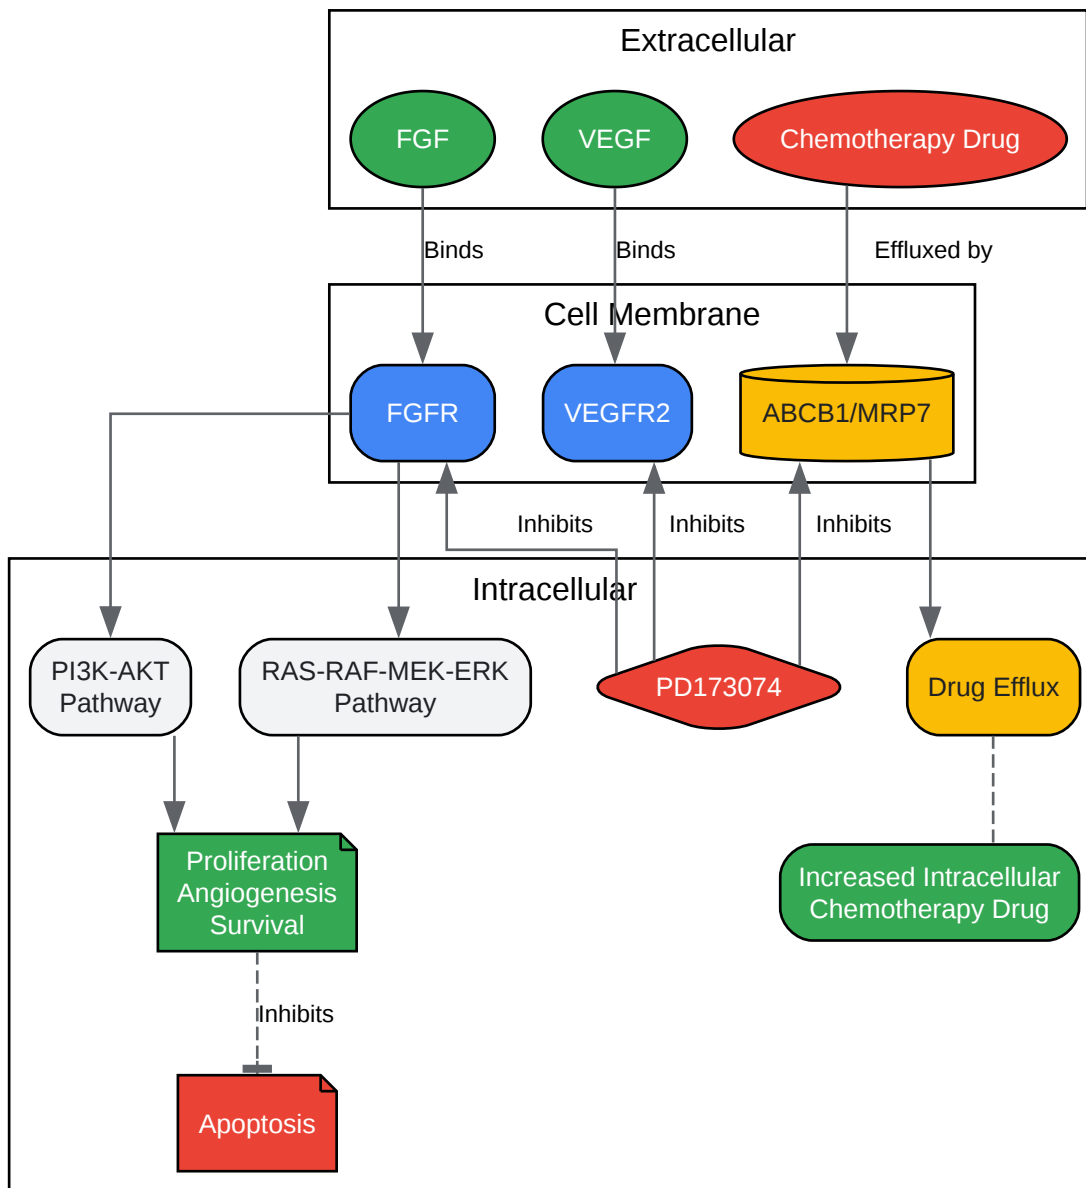 Extracellular
FGF
VEGF
Chemotherapy Drug
Binds
Binds
Effluxed by
Cell Membrane
FGFR
VEGFR2
ABCB1/MRP7
Inhibits
Inhibits
Inhibits
Intracellular
PI3K-AKT
Pathway
RAS-RAF-MEK-ERK
Pathway
PD173074
Drug Efflux
Proliferation
Angiogenesis
Survival
Increased Intracellular
Chemotherapy Drug
Inhibits
Apoptosis